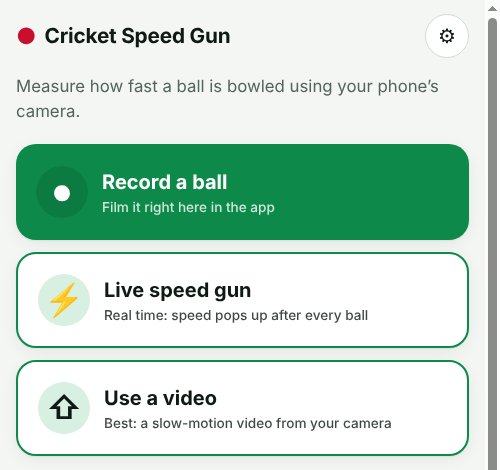 Cricket Speed Gun
Measure how fast a ball is bowled using your phone’s
camera.
Record a ball
Film it right here in the app
Live speed gun
Real time: speed pops up after every ball
Use a video
Best: a slow-motion video from your camera